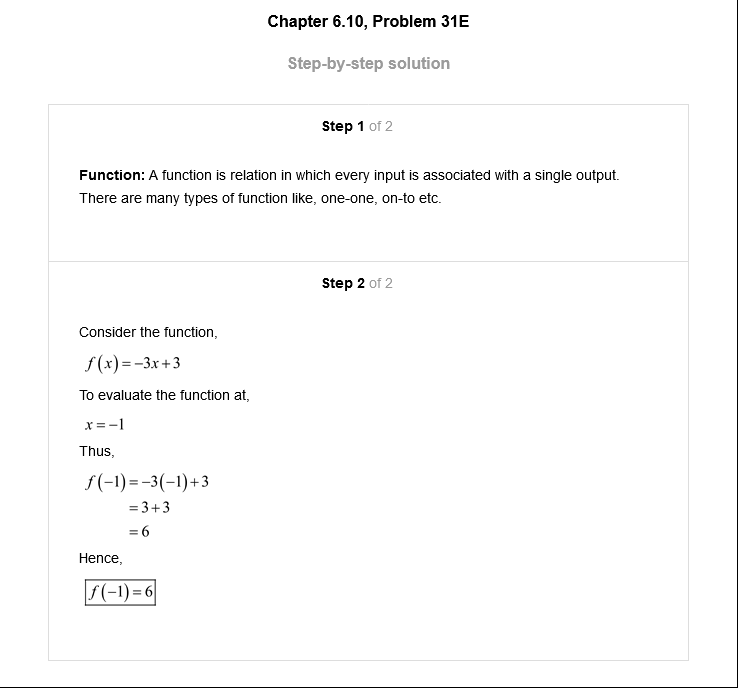 Chapter 6.10, Problem 31E
Step-by-step solution
Step 1 of 2
Function: A function is relation in which every input is associated with a single output.
There are many types of function like, one-one, on-to etc.
Step 2 of 2
Consider the function,
f(x)=−3x+3
To evaluate the function at,
x=−1
Thus,
f(−1)=−3(−1)+3
=3+3
=6
Hence,
f(−1)=6